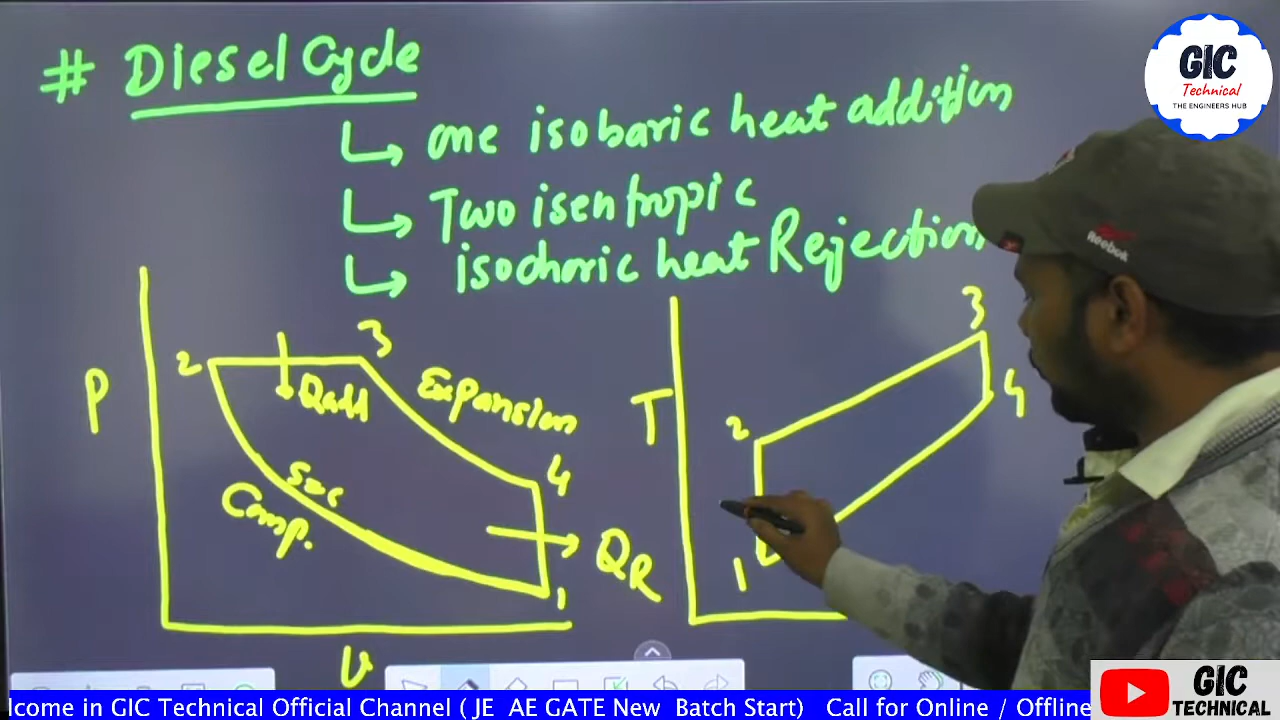 # Diesel Cycle
↳ one isobaric heat addition
↳ Two isentropic
↳ isochoric heat Rejection
P
2
3
Qadd
Expansion
4
S=c
Comp.
QR
1
V
T
2
3
4
1
GIC
Technical
THE ENGINEERS HUB
Reebok
lcome in GIC Technical Official Channel ( JE AE GATE New Batch Start) Call for Online / Offline
GIC
TECHNICAL